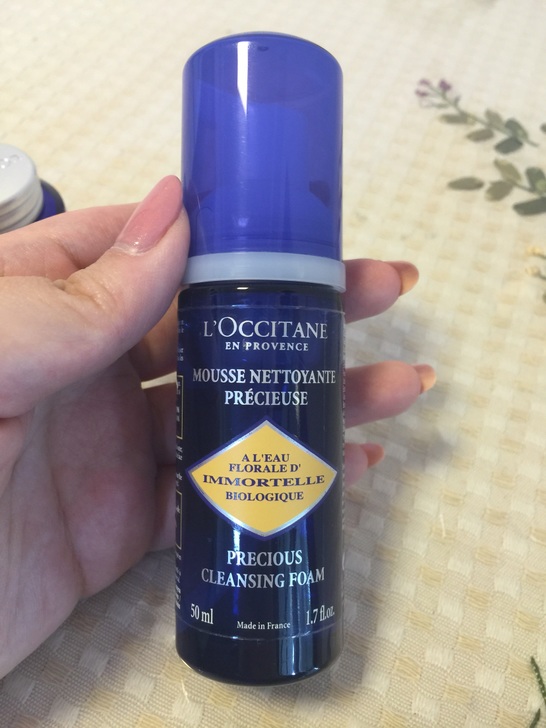 L'OCCITANE
EN PROVENCE
MOUSSE NETTOYANTE
PRÉCIEUSE
A L'EAU
FLORALE D'
IMMORTELLE
BIOLOGIQUE
PRECIOUS
CLEANSING FOAM
50 ml Made in France 1.7 fl.oz.